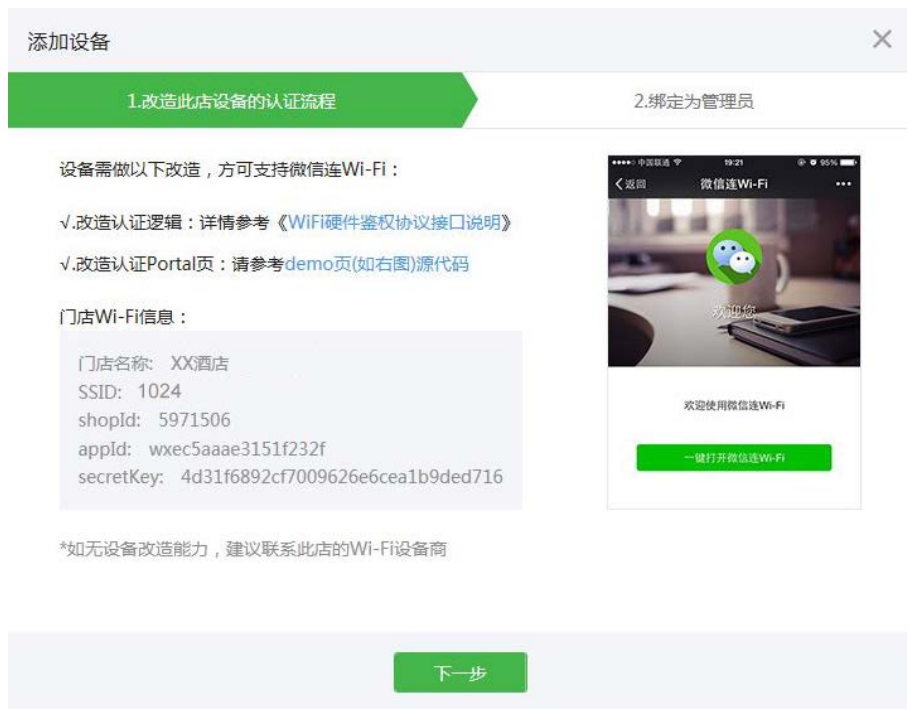 添加设备
1.改造此店设备的认证流程
2.绑定为管理员
设备需做以下改造，方可支持微信连Wi-Fi：
√.改造认证逻辑：详情参考《WiFi硬件鉴权协议接口说明》
√.改造认证Portal页：请参考demo页(如右图)源代码
门店Wi-Fi信息：
门店名称: XX酒店
SSID: 1024
shopId: 5971506
appId: wxec5aaae3151f232f
secretKey: 4d31f6892cf7009626e6cea1b9ded716
*如无设备改造能力，建议联系此店的Wi-Fi设备商
中国联通 19:21 95%
返回 微信连Wi-Fi
欢迎您
欢迎使用微信连Wi-Fi
一键打开微信连Wi-Fi
下一步